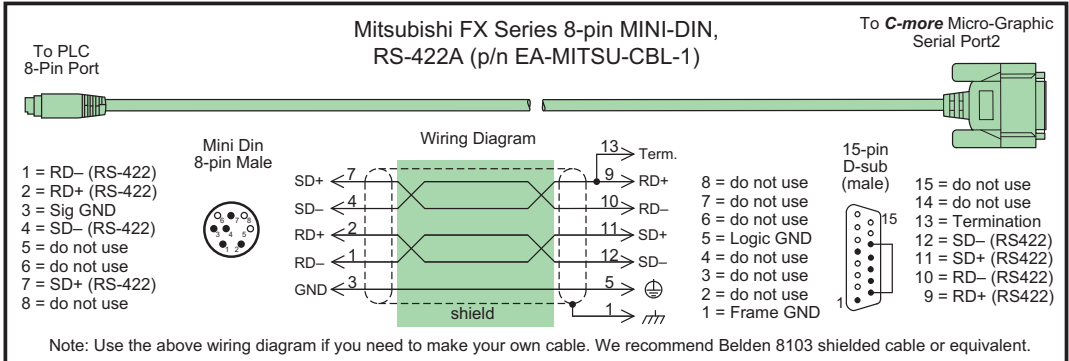 Mitsubishi FX Series 8-pin MINI-DIN,
RS-422A (p/n EA-MITSU-CBL-1)
To PLC
8-Pin Port
To C-more Micro-Graphic
Serial Port2
Mini Din
8-pin Male
1 = RD– (RS-422)
2 = RD+ (RS-422)
3 = Sig GND
4 = SD– (RS-422)
5 = do not use
6 = do not use
7 = SD+ (RS-422)
8 = do not use
6 7 8
3 4 5
1 2
Wiring Diagram
13 Term.
SD+ 7 9 RD+
SD– 4 10 RD–
RD+ 2 11 SD+
RD– 1 12 SD–
GND 3 5
shield 1
8 = do not use
7 = do not use
6 = do not use
5 = Logic GND
4 = do not use
3 = do not use
2 = do not use
1 = Frame GND
15-pin
D-sub
(male)
15
1
15 = do not use
14 = do not use
13 = Termination
12 = SD– (RS422)
11 = SD+ (RS422)
10 = RD– (RS422)
9 = RD+ (RS422)
Note: Use the above wiring diagram if you need to make your own cable. We recommend Belden 8103 shielded cable or equivalent.